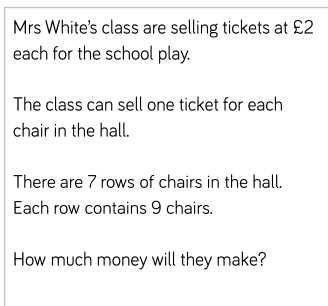 Mrs White's class are selling tickets at £2
each for the school play.
The class can sell one ticket for each
chair in the hall.
There are 7 rows of chairs in the hall.
Each row contains 9 chairs.
How much money will they make?